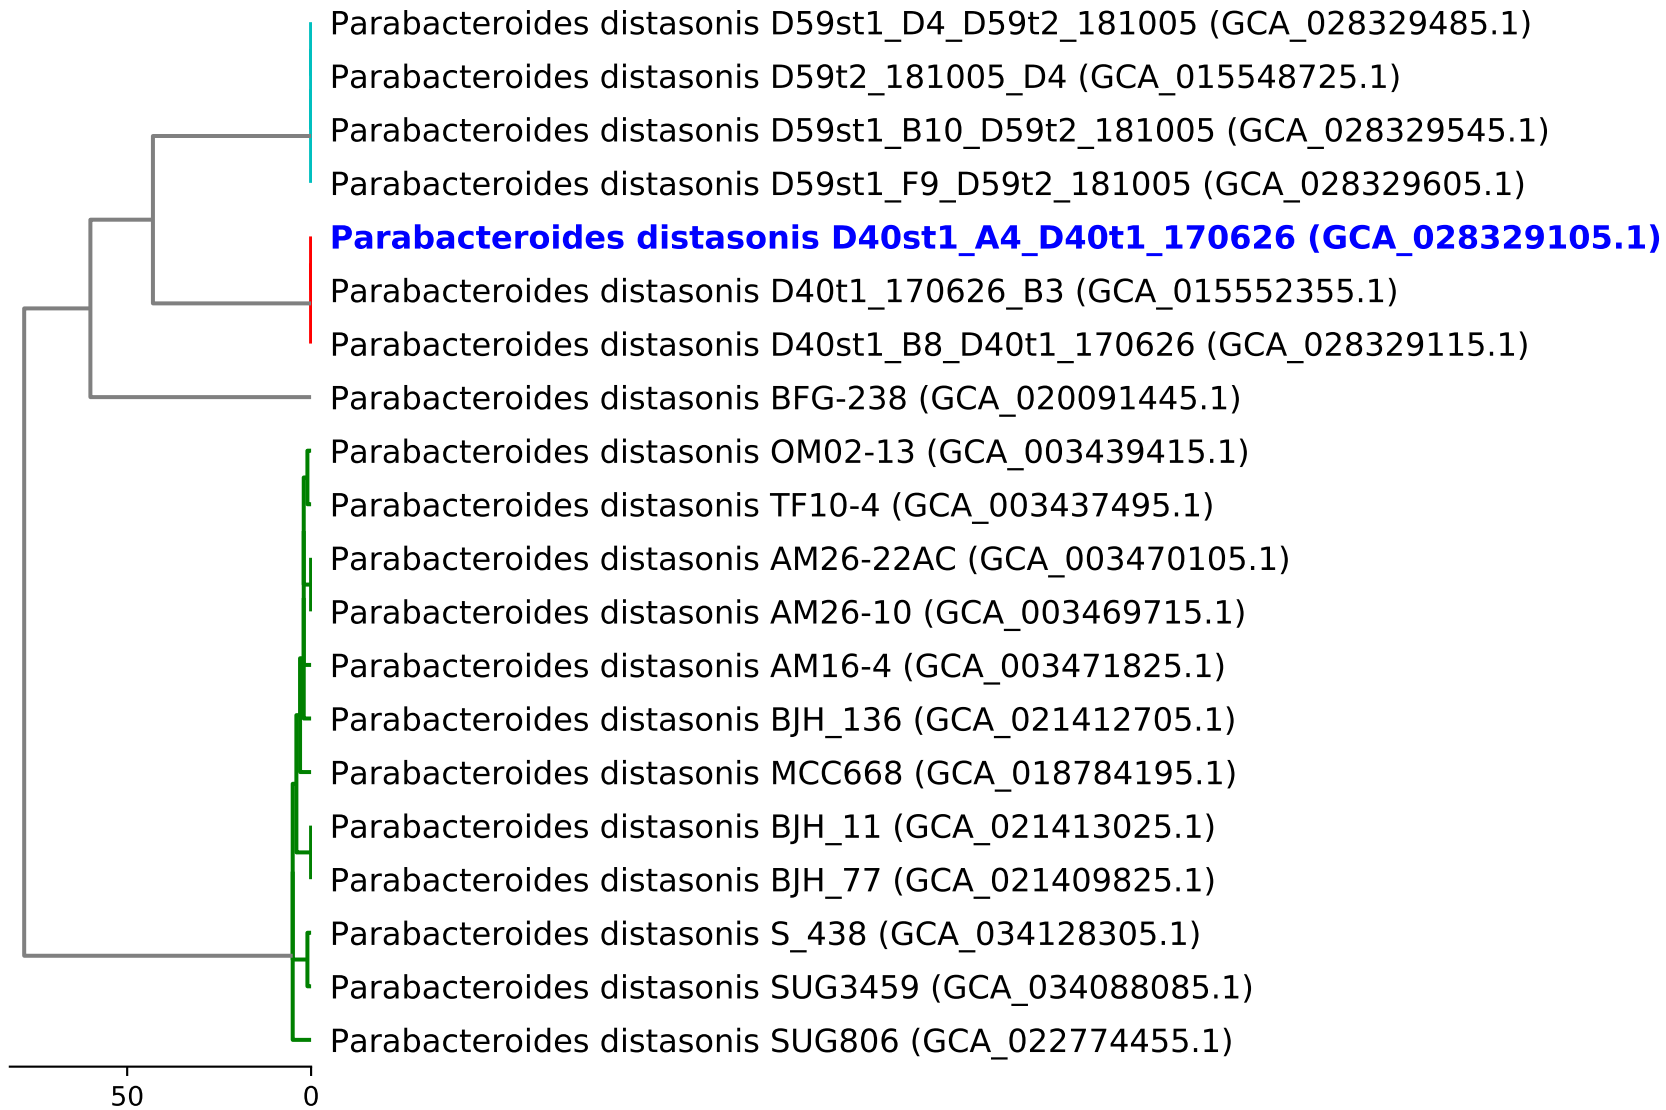 Parabacteroides distasonis D59st1_D4_D59t2_181005 (GCA_028329485.1)
Parabacteroides distasonis D59t2_181005_D4 (GCA_015548725.1)
Parabacteroides distasonis D59st1_B10_D59t2_181005 (GCA_028329545.1)
Parabacteroides distasonis D59st1_F9_D59t2_181005 (GCA_028329605.1)
Parabacteroides distasonis D40st1_A4_D40t1_170626 (GCA_028329105.1)
Parabacteroides distasonis D40t1_170626_B3 (GCA_015552355.1)
Parabacteroides distasonis D40st1_B8_D40t1_170626 (GCA_028329115.1)
Parabacteroides distasonis BFG-238 (GCA_020091445.1)
Parabacteroides distasonis OM02-13 (GCA_003439415.1)
Parabacteroides distasonis TF10-4 (GCA_003437495.1)
Parabacteroides distasonis AM26-22AC (GCA_003470105.1)
Parabacteroides distasonis AM26-10 (GCA_003469715.1)
Parabacteroides distasonis AM16-4 (GCA_003471825.1)
Parabacteroides distasonis BJH_136 (GCA_021412705.1)
Parabacteroides distasonis MCC668 (GCA_018784195.1)
Parabacteroides distasonis BJH_11 (GCA_021413025.1)
Parabacteroides distasonis BJH_77 (GCA_021409825.1)
Parabacteroides distasonis S_438 (GCA_034128305.1)
Parabacteroides distasonis SUG3459 (GCA_034088085.1)
Parabacteroides distasonis SUG806 (GCA_022774455.1)
50 0